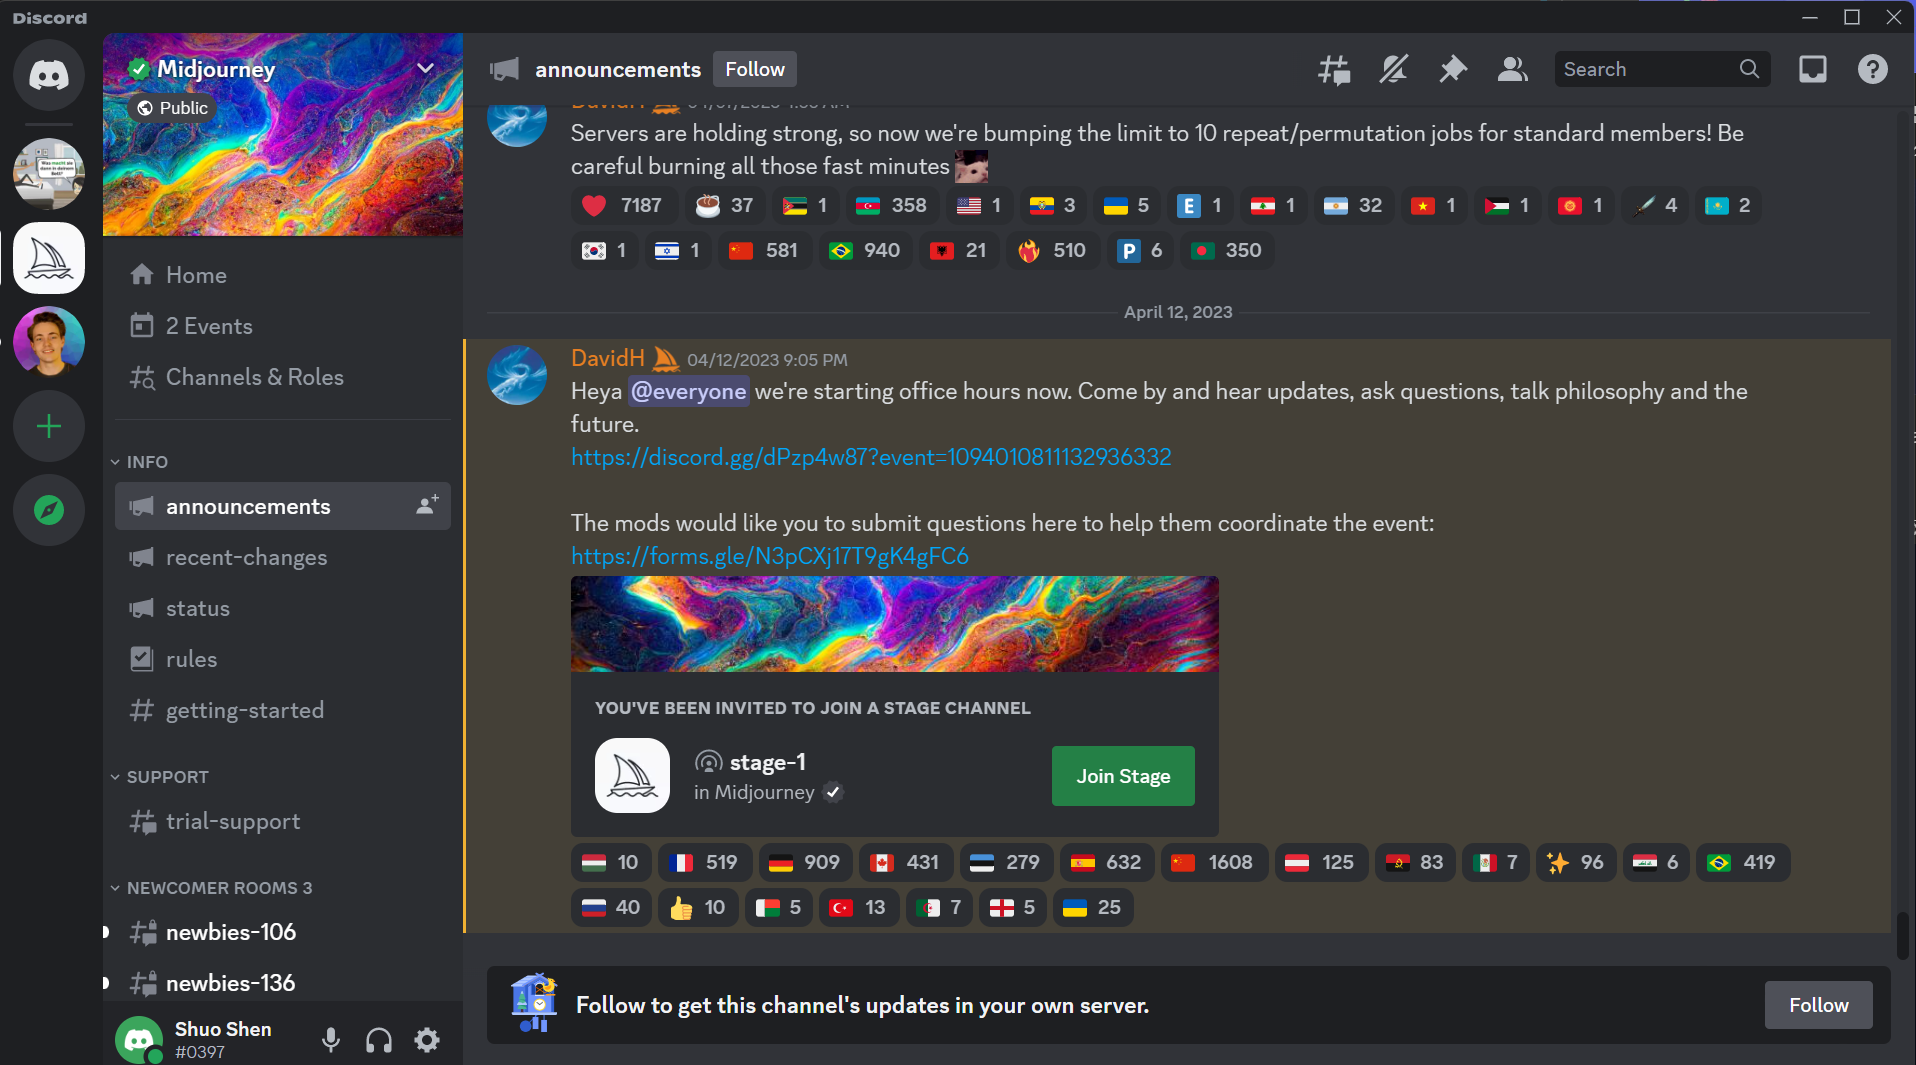 Discord
Midjourney
Public
announcements
Follow
Search
Home
2 Events
Channels & Roles
INFO
announcements
recent-changes
status
rules
getting-started
SUPPORT
trial-support
NEWCOMER ROOMS 3
newbies-106
newbies-136
Shuo Shen
#0397
DavidH
Servers are holding strong, so now we're bumping the limit to 10 repeat/permutation jobs for standard members! Be
careful burning all those fast minutes
7187 37 1 358 1 3 5 E 1 1 32 1 1 1 4 2
1 1 581 940 21 510 P 6 350
April 12, 2023
DavidH 04/12/2023 9:05 PM
Heya @everyone we're starting office hours now. Come by and hear updates, ask questions, talk philosophy and the
future.
https://discord.gg/dPzp4w87?event=1094010811132936332
The mods would like you to submit questions here to help them coordinate the event:
https://forms.gle/N3pCXj17T9gK4gFC6
YOU'VE BEEN INVITED TO JOIN A STAGE CHANNEL
stage-1
in Midjourney
Join Stage
10 519 909 431 279 632 1608 125 83 7 96 6 419
40 10 5 13 7 5 25
Follow to get this channel's updates in your own server.
Follow